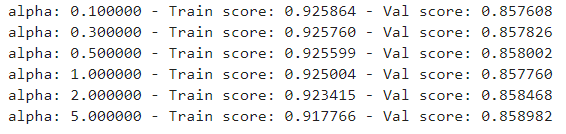 alpha: 0.100000 - Train score: 0.925864 - Val score: 0.857608
alpha: 0.300000 - Train score: 0.925760 - Val score: 0.857826
alpha: 0.500000 - Train score: 0.925599 - Val score: 0.858002
alpha: 1.000000 - Train score: 0.925004 - Val score: 0.857760
alpha: 2.000000 - Train score: 0.923415 - Val score: 0.858468
alpha: 5.000000 - Train score: 0.917766 - Val score: 0.858982